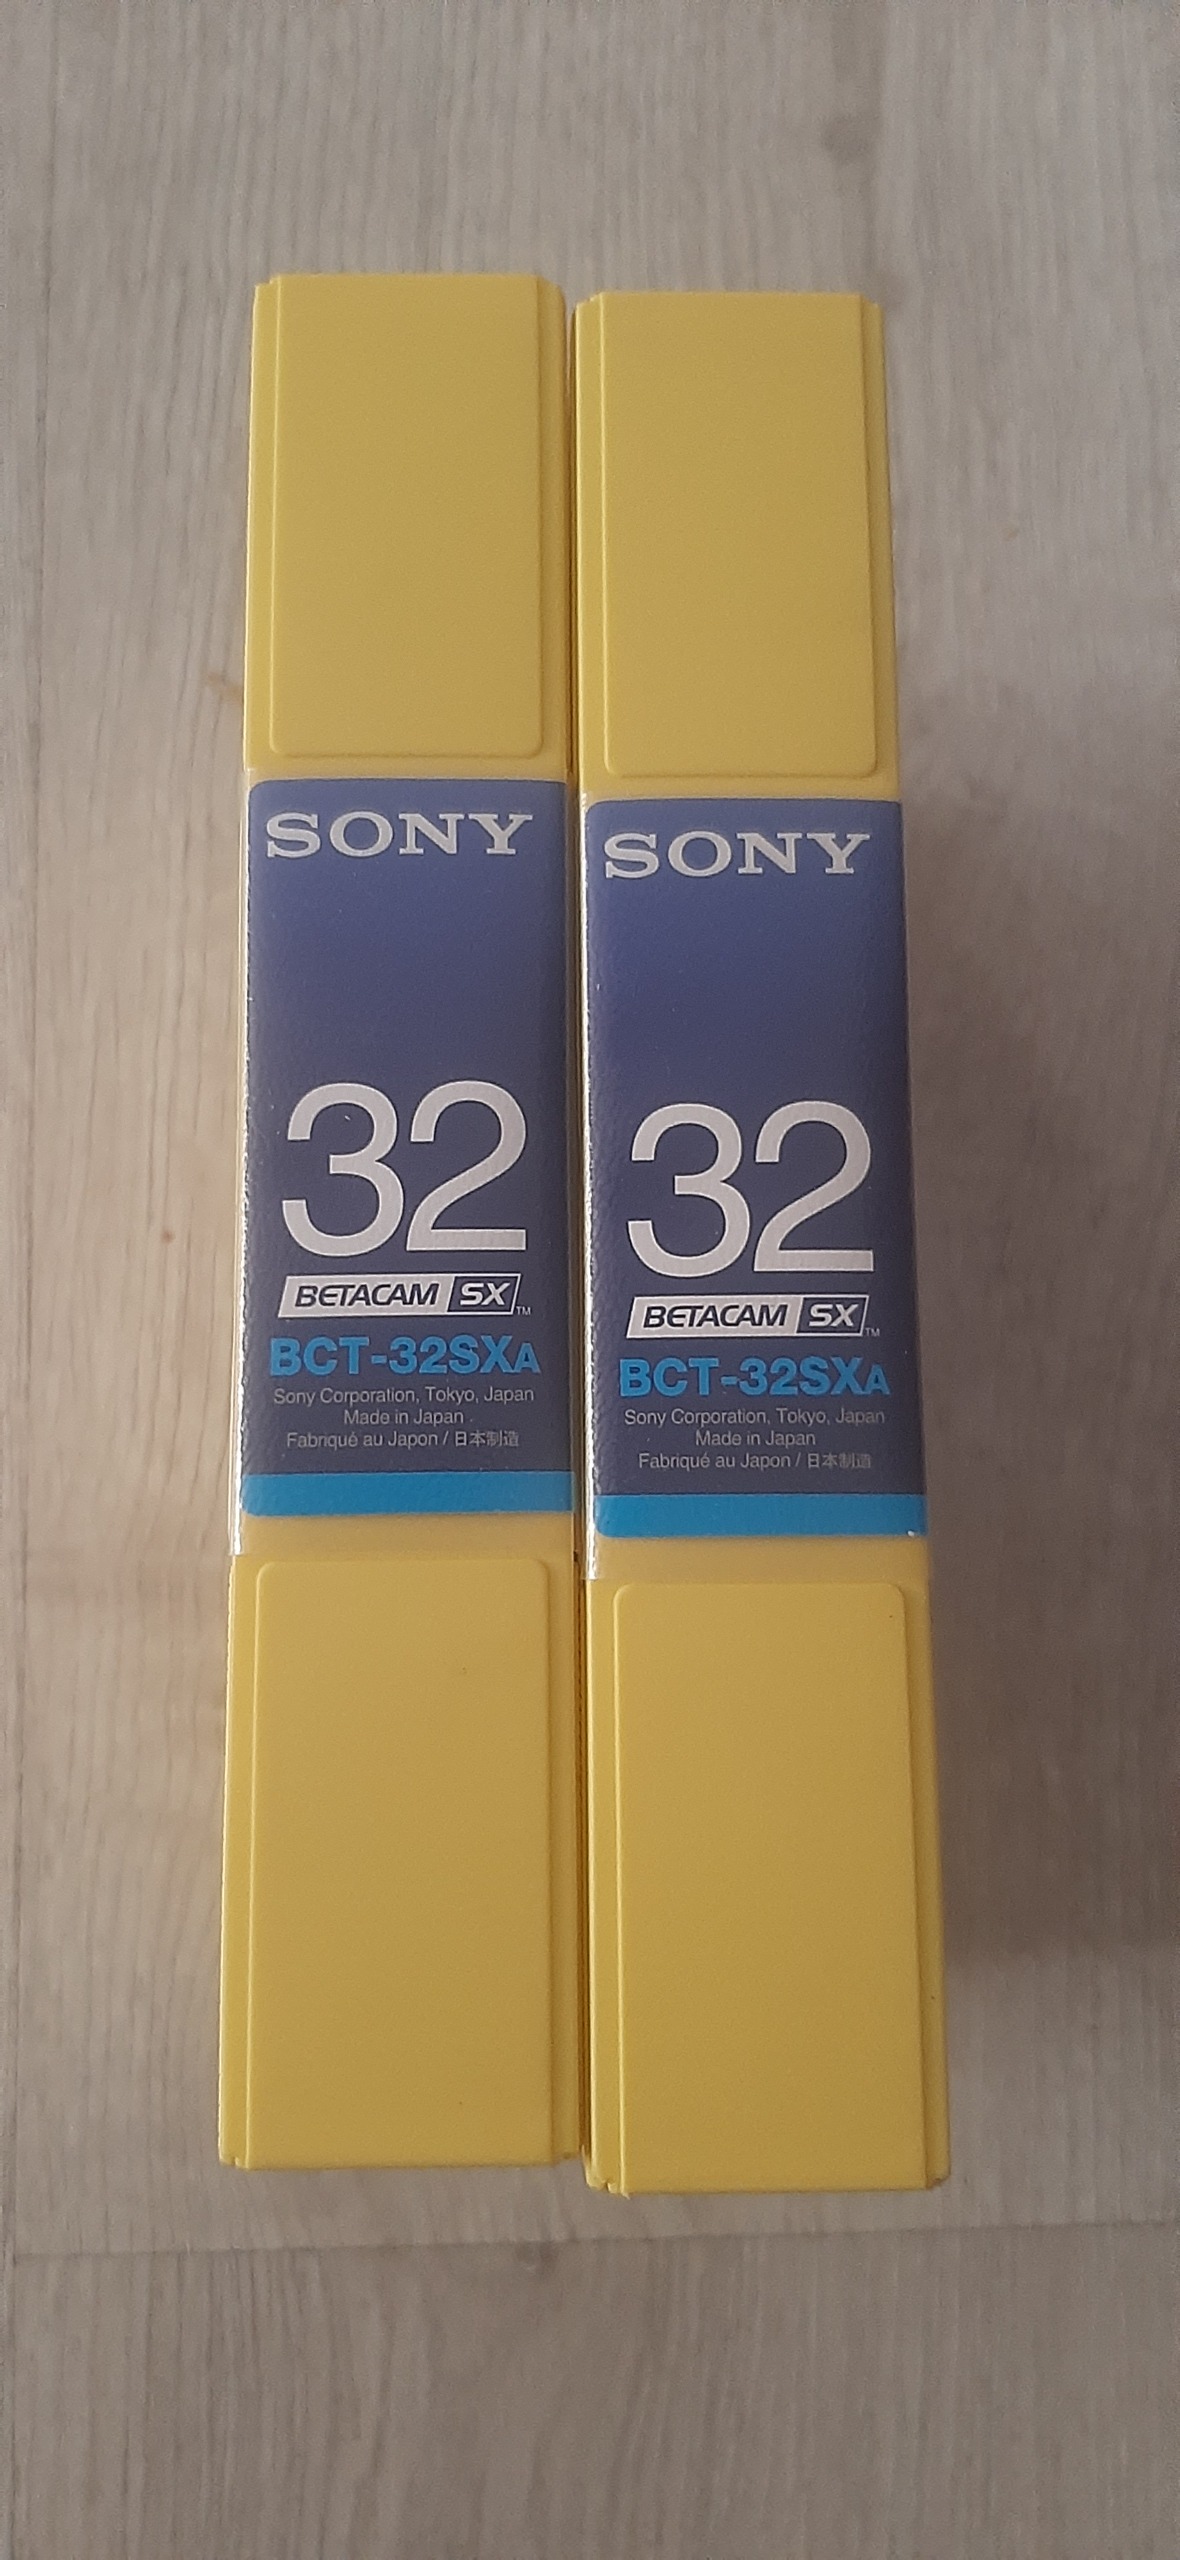 SONY
32
BETACAM SX™
BCT-32SXA
Sony Corporation, Tokyo, Japan
Made in Japan
Fabriqué au Japon / 日本制造
SONY
32
BETACAM SX™
BCT-32SXA
Sony Corporation, Tokyo, Japan
Made in Japan
Fabriqué au Japon / 日本制造